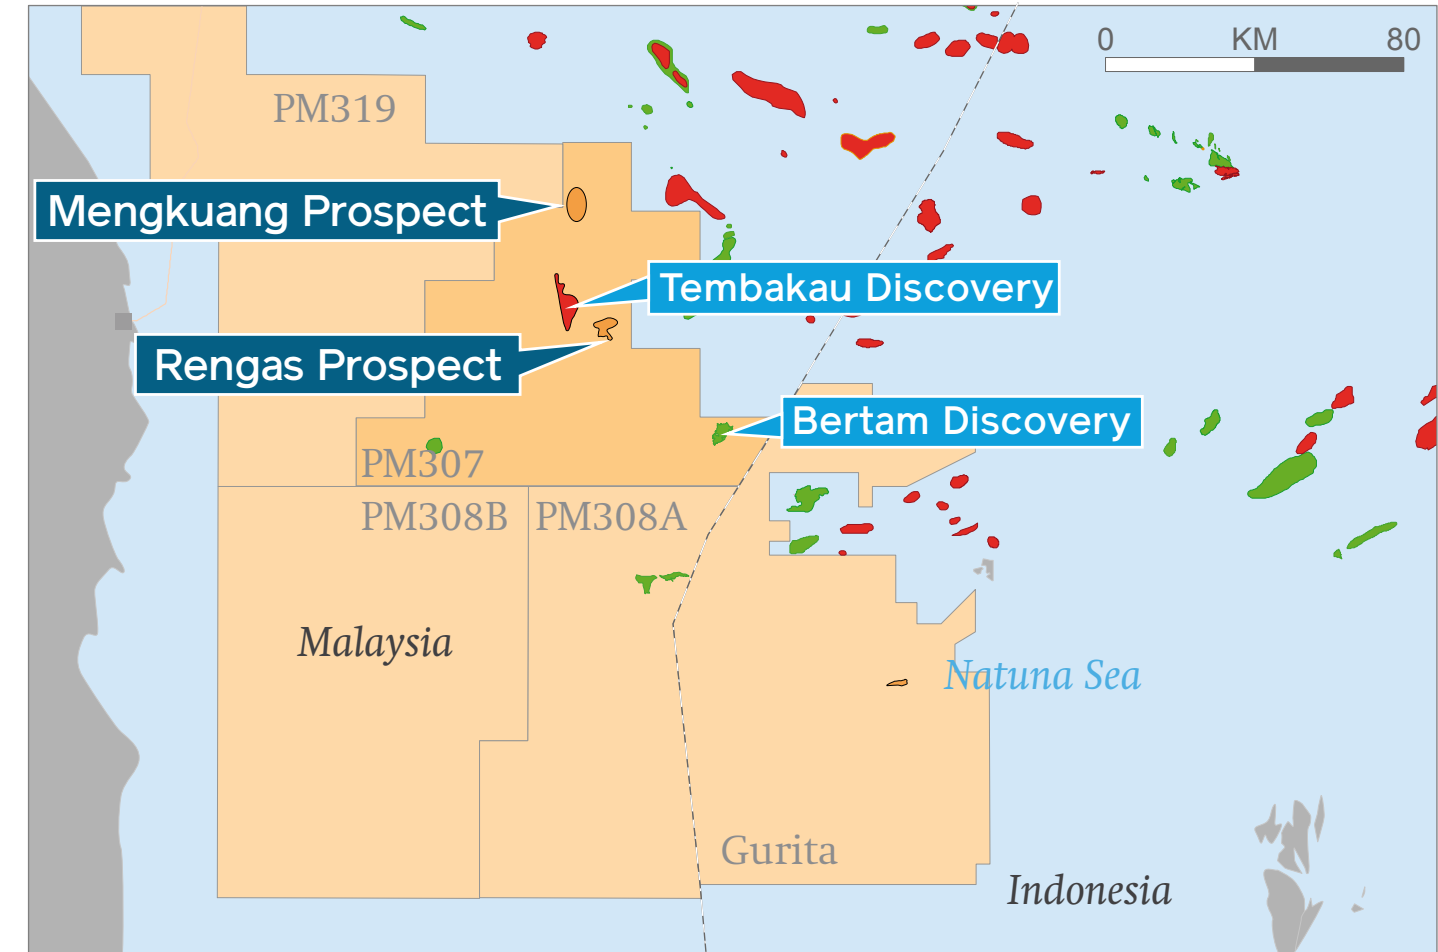 0 KM 80
PM319
Mengkuang Prospect
Tembakau Discovery
Rengas Prospect
Bertam Discovery
PM307
PM308B PM308A
Malaysia
Natuna Sea
Gurita
Indonesia